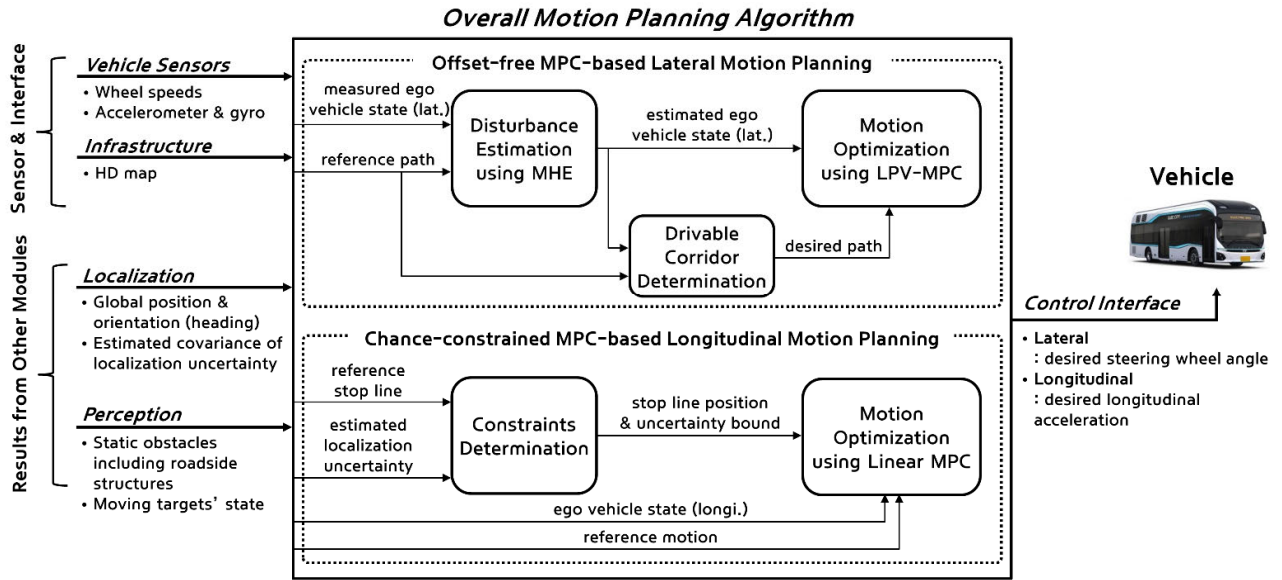 Overall Motion Planning Algorithm
Sensor & Interface
Vehicle Sensors
• Wheel speeds
• Accelerometer & gyro
Infrastructure
• HD map
Results from Other Modules
Localization
• Global position &
orientation (heading)
• Estimated covariance of
localization uncertainty
Perception
• Static obstacles
including roadside
structures
• Moving targets' state
Offset-free MPC-based Lateral Motion Planning
measured ego
vehicle state (lat.)
reference path
Disturbance
Estimation
using MHE
estimated ego
vehicle state (lat.)
Motion
Optimization
using LPV-MPC
Drivable
Corridor
Determination
desired path
Chance-constrained MPC-based Longitudinal Motion Planning
reference
stop line
estimated
localization
uncertainty
Constraints
Determination
stop line position
& uncertainty bound
Motion
Optimization
using Linear MPC
ego vehicle state (longi.)
reference motion
Vehicle
Control Interface
• Lateral
: desired steering wheel angle
• Longitudinal
: desired longitudinal
acceleration